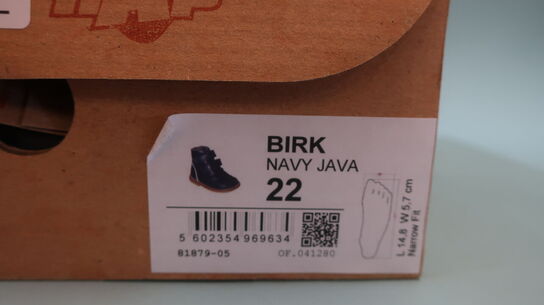 BIRK
NAVY JAVA
22
5 602354 969634
81879-05
OF.041280
L 14,8 W 5,7 cm
Narrow Fit